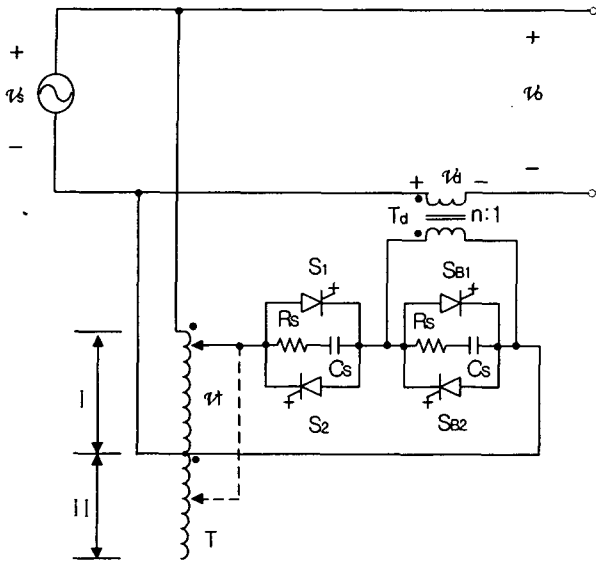 +
+
vs
vo
−
−
+ vd −
Td n:1
S1
SB1
Rs
Rs
Cs
Cs
I
vt
S2
SB2
+
+
+
+
II
T